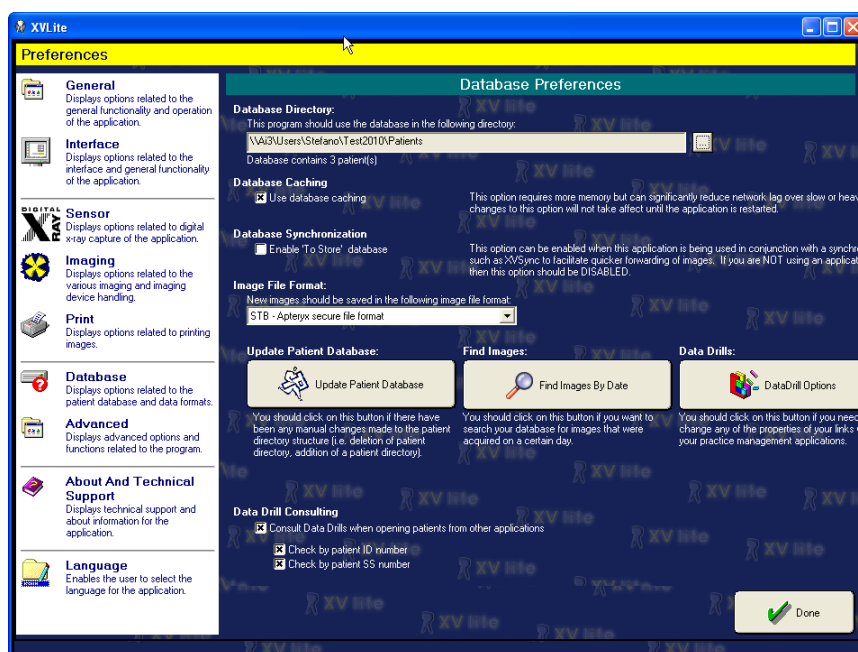 XVLite
Preferences
General
Displays options related to the
general functionality and operation
of the application.
Interface
Displays options related to the
interface and general functionality
of the application.
DIGITAL
X RAY
Sensor
Displays options related to digital
x-ray capture of the application.
Imaging
Displays options related to the
various imaging and imaging
device handling.
Print
Displays options related to printing
images.
Database
Displays options related to the
patient database and data formats.
Advanced
Displays advanced options and
functions related to the program.
About And Technical
Support
Displays technical support and
about information for the
application.
Language
Enables the user to select the
language for the application.
Database Preferences
Database Directory:
This program should use the database in the following directory:
\\Ai3\Users\Stefano\Test2010\Patients
...
Database contains 3 patient(s)
Database Caching
Use database caching
This option requires more memory but can significantly reduce network lag over slow or heav
changes to this option will not take affect until the application is restarted.
Database Synchronization
Enable 'To Store' database
This option can be enabled when this application is being used in conjunction with a synchr
such as XVSync to facilitate quicker forwarding of images. If you are NOT using an applicat
then this option should be DISABLED.
Image File Format:
New images should be saved in the following image file format:
STB - Apteryx secure file format
Update Patient Database:
Update Patient Database
You should click on this button if there have
been any manual changes made to the patient
directory structure (i.e. deletion of patient
directory, addition of a patient directory).
Find Images:
Find Images By Date
You should click on this button if you want to
search your database for images that were
acquired on a certain day.
Data Drills:
DataDrill Options
You should click on this button if you need
change any of the properties of your links
your practice management applications.
Data Drill Consulting
Consult Data Drills when opening patients from other applications
Check by patient ID number
Check by patient SS number
Done
XV lite